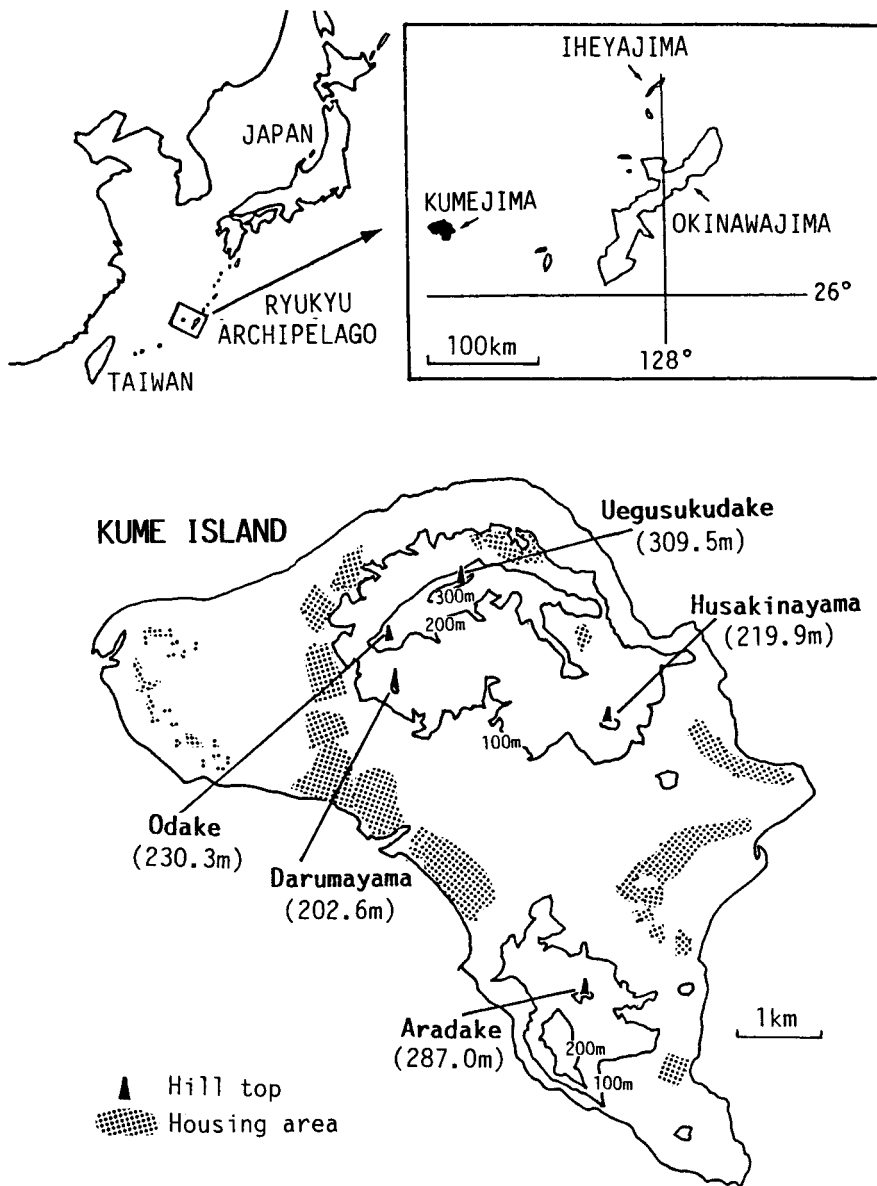 JAPAN
RYUKYU
ARCHIPELAGO
TAIWAN
IHEYAJIMA
KUMEJIMA
OKINAWAJIMA
26°
100km
128°
KUME ISLAND
Uegusukudake
(309.5m)
300m
200m
Husakinayama
(219.9m)
100m
Odake
(230.3m)
Darumayama
(202.6m)
Aradake
(287.0m)
200m
100m
1km
Hill top
Housing area